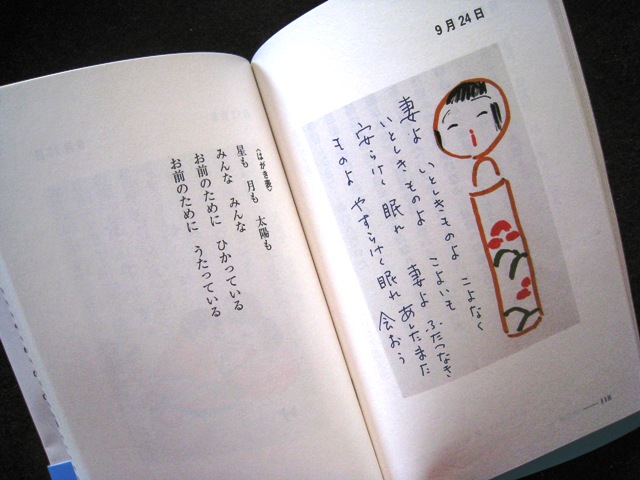 9月24日
妻よ いとしきものよ こよなく
いとしきものよ こよいも ふたつなき
安らけく 眠れ 妻よ あしたまた
ものよ やすらけく眠れ 会おう
118
〈はがき裏〉
星も 月も 太陽も
みんな みんな
お前のために ひかっている
お前のために うたっている